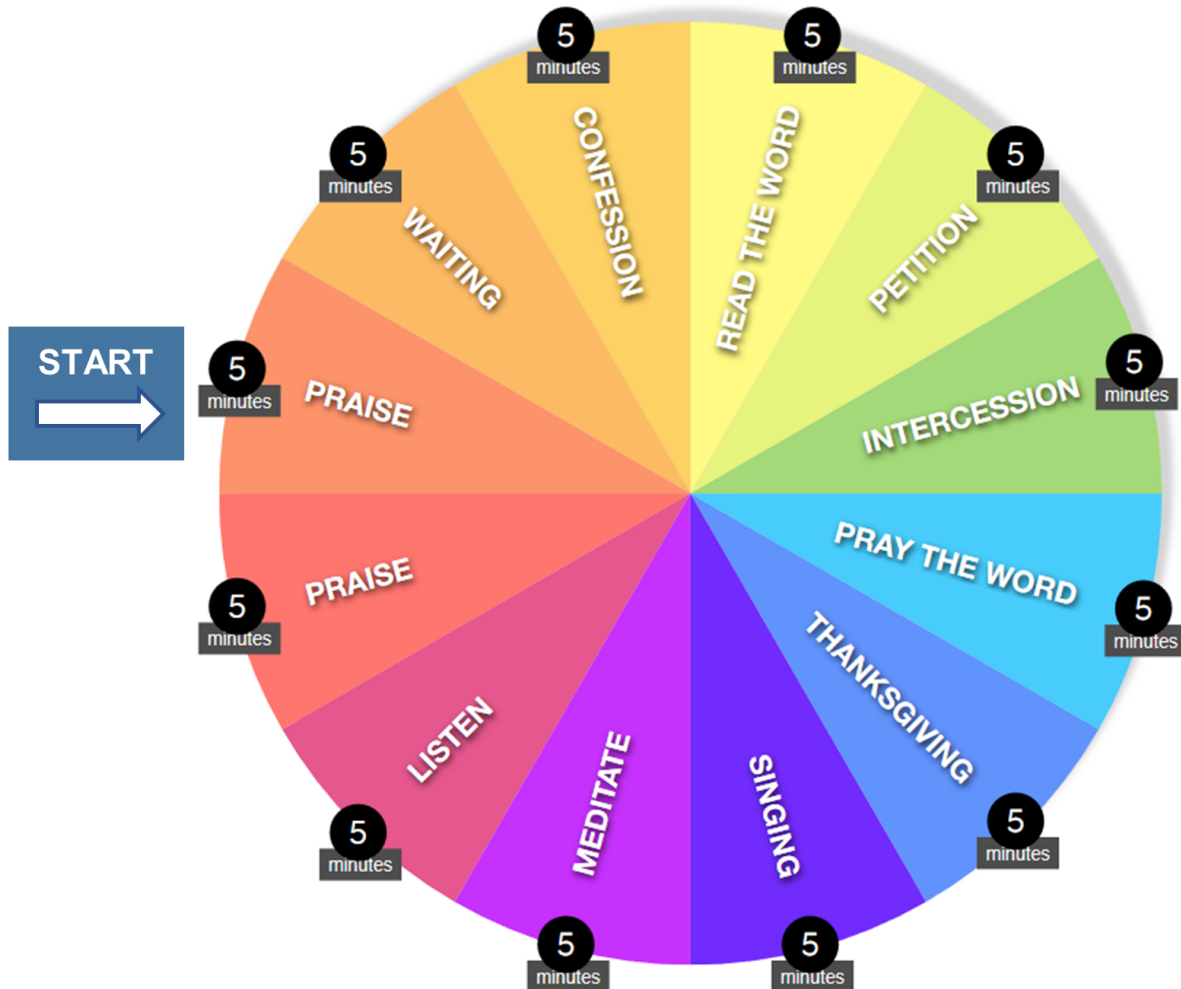 START
5
minutes
PRAISE
5
minutes
WAITING
5
minutes
CONFESSION
5
minutes
READ THE WORD
5
minutes
PETITION
5
minutes
INTERCESSION
5
minutes
PRAY THE WORD
5
minutes
THANKSGIVING
5
minutes
SINGING
5
minutes
MEDITATE
5
minutes
LISTEN
5
minutes
PRAISE